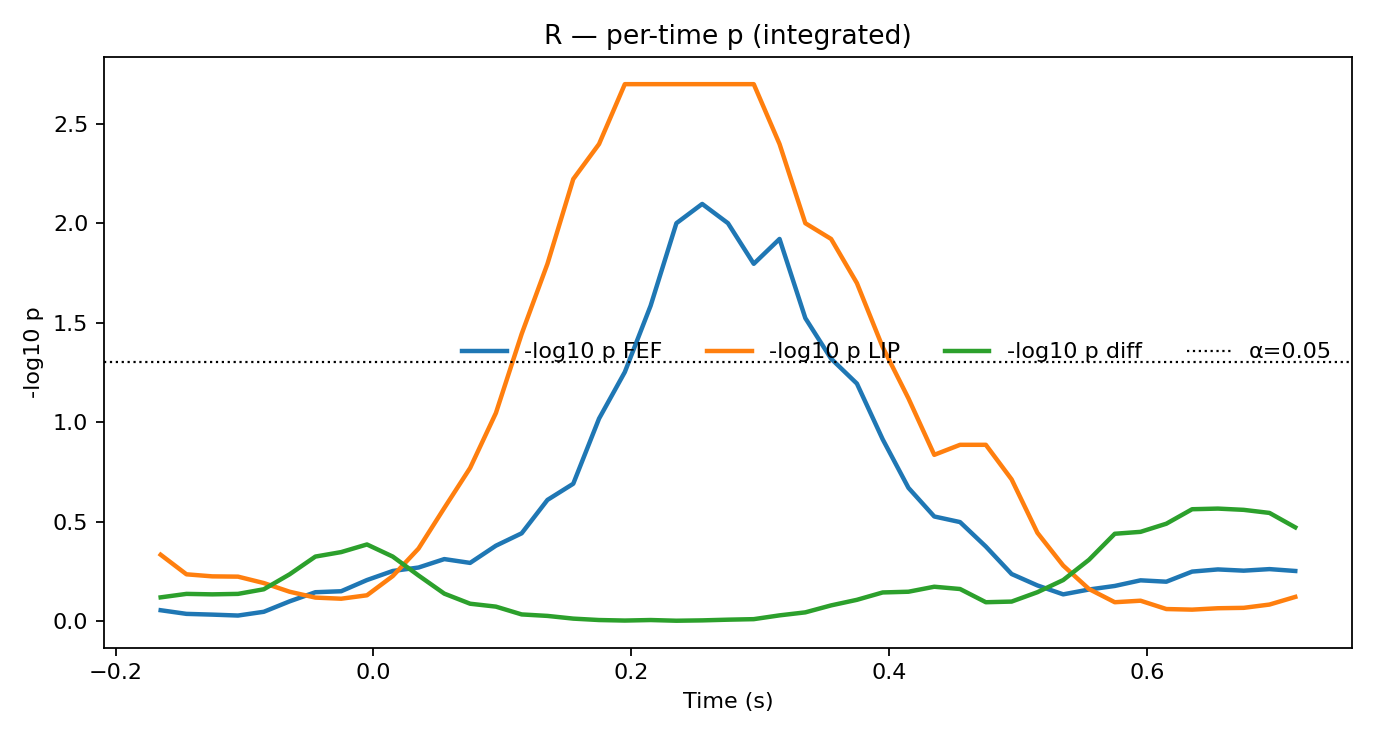 R — per-time p (integrated)
2.5
2.0
1.5
1.0
0.5
0.0
-log10 p
-log10 p FEF -log10 p LIP -log10 p diff α=0.05
−0.2 0.0 0.2 0.4 0.6
Time (s)